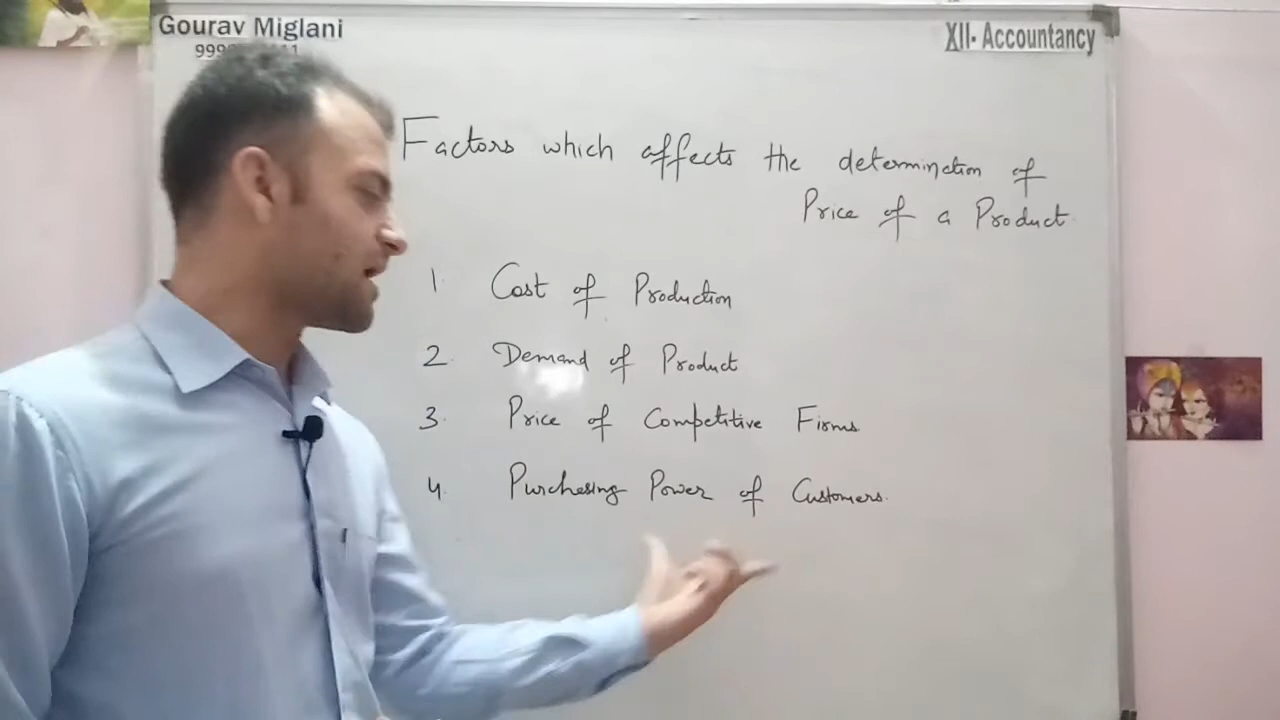 Gourav Miglani
XII- Accountancy
Factors which affects the determination of
Price of a Product
1. Cost of Production
2. Demand of Product
3. Price of Competitive Firms
4. Purchasing Power of Customers.